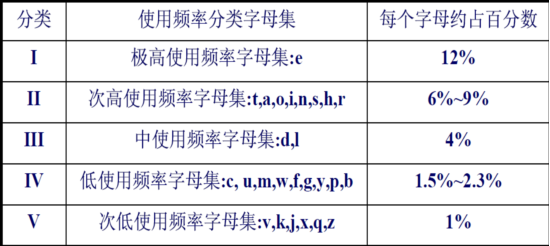 分类 使用频率分类字母集 每个字母约占百分数
I 极高使用频率字母集:e 12%
II 次高使用频率字母集:t,a,o,i,n,s,h,r 6%~9%
III 中使用频率字母集:d,l 4%
IV 低使用频率字母集:c, u,m,w,f,g,y,p,b 1.5%~2.3%
V 次低使用频率字母集:v,k,j,x,q,z 1%